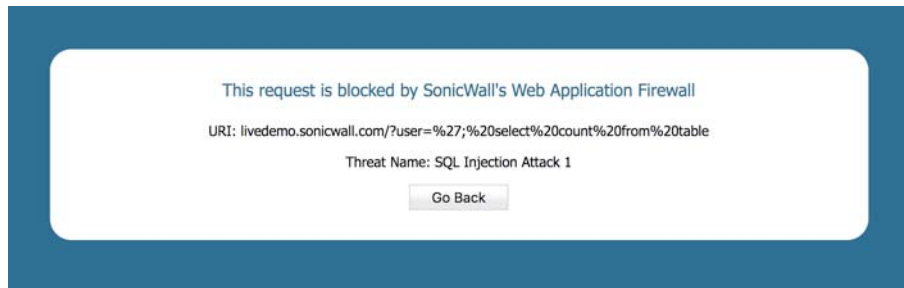 This request is blocked by SonicWall's Web Application Firewall
URI: livedemo.sonicwall.com/?user=%27;%20select%20count%20from%20table
Threat Name: SQL Injection Attack 1
Go Back